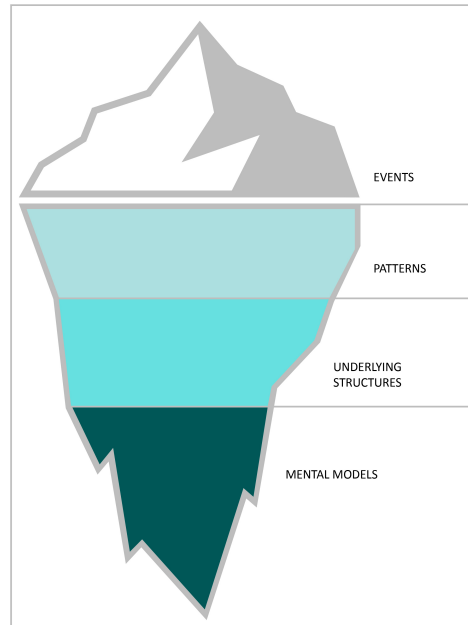 EVENTS
PATTERNS
UNDERLYING
STRUCTURES
MENTAL MODELS